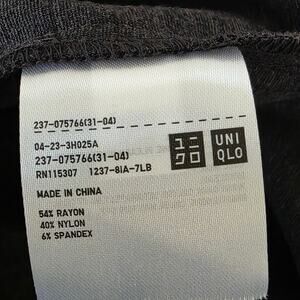 237-075766(31-04)
04-23-3H025A
237-075766(31-04)
RN115307 1237-8IA-7LB
MADE IN CHINA
54% RAYON
40% NYLON
6% SPANDEX
ユニ
クロ
UNI
QLO